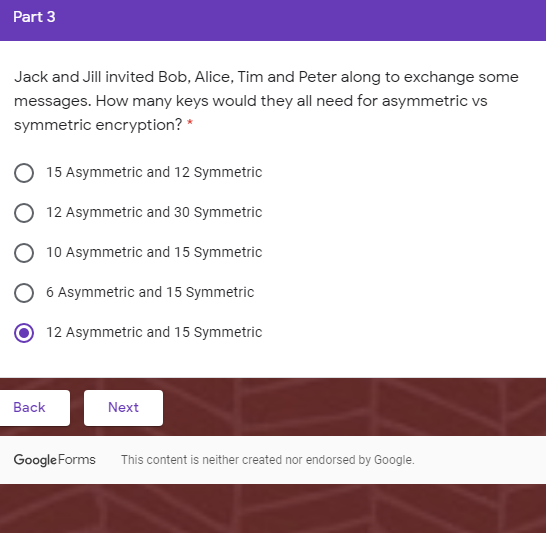 Part 3
Jack and Jill invited Bob, Alice, Tim and Peter along to exchange some
messages. How many keys would they all need for asymmetric vs
symmetric encryption? *
15 Asymmetric and 12 Symmetric
12 Asymmetric and 30 Symmetric
10 Asymmetric and 15 Symmetric
6 Asymmetric and 15 Symmetric
12 Asymmetric and 15 Symmetric
Back Next
Google Forms This content is neither created nor endorsed by Google.